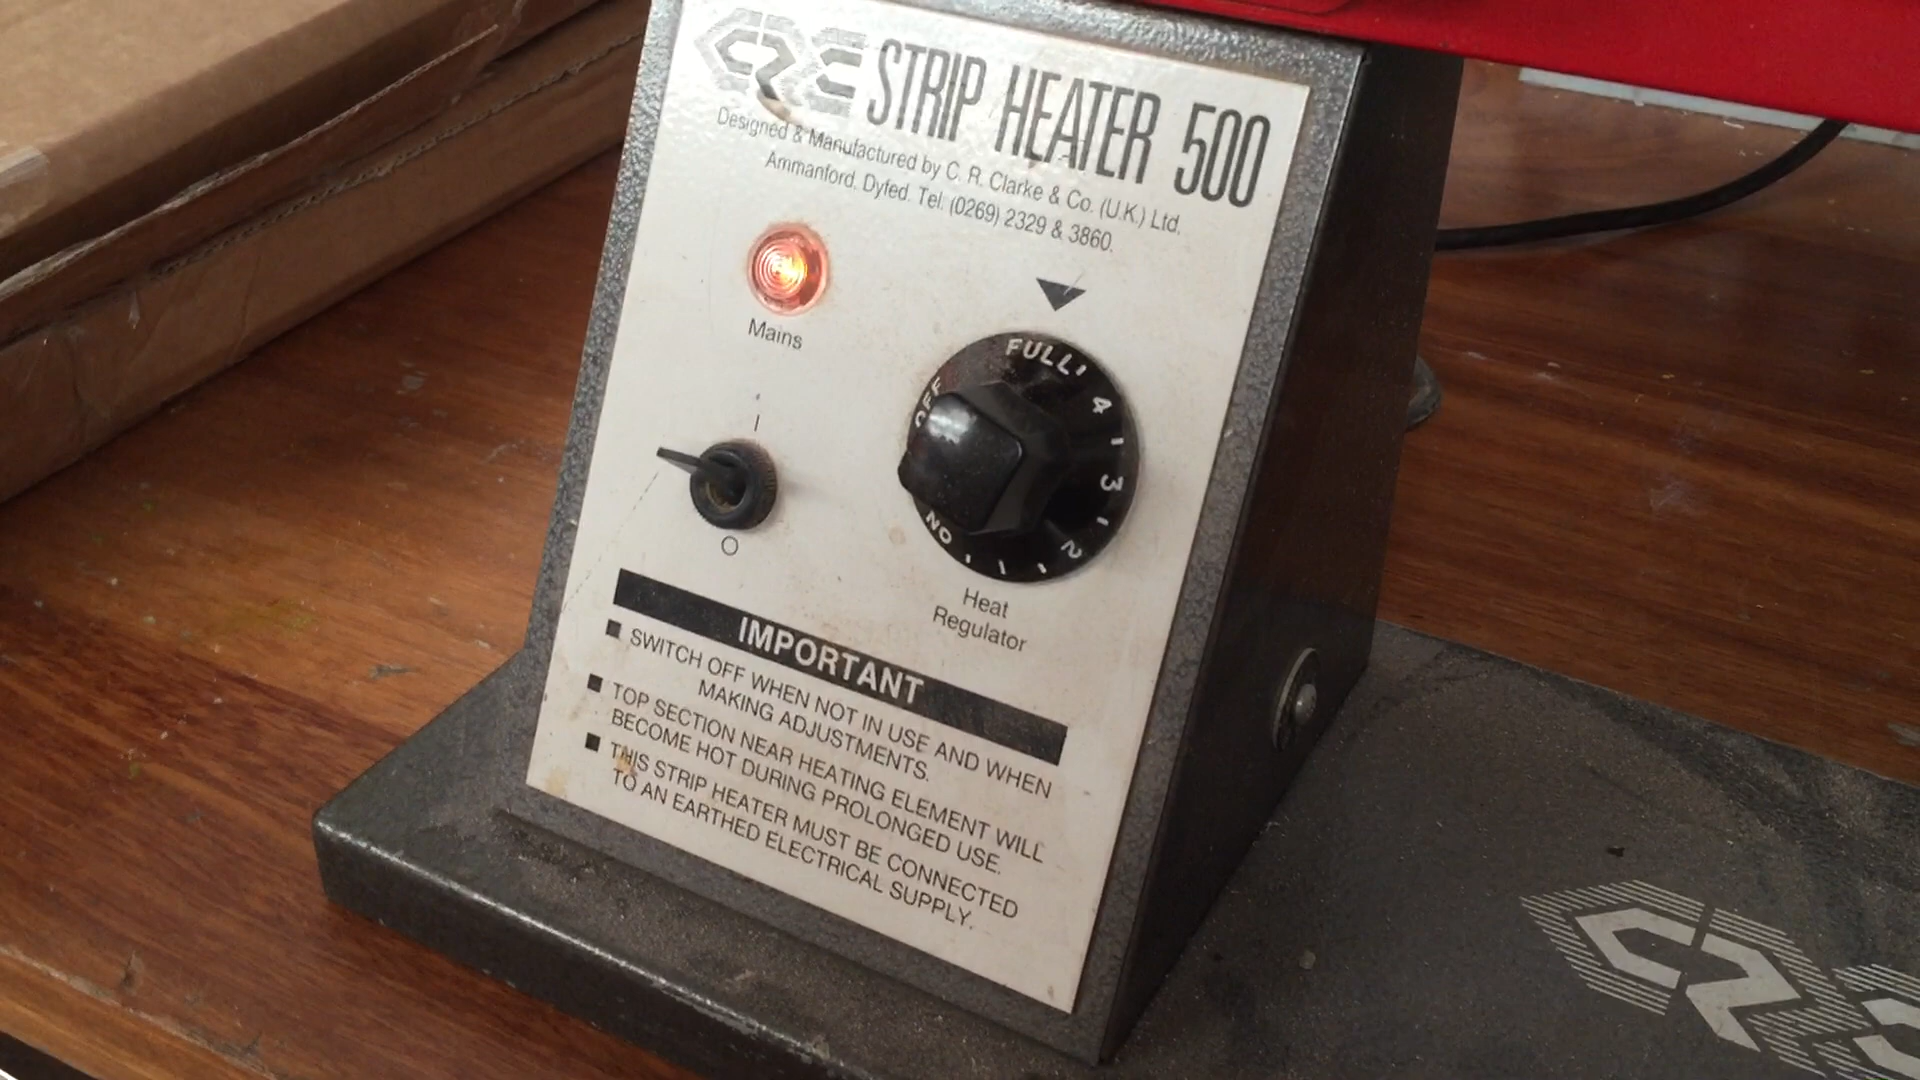 CRC STRIP HEATER 500
Designed & Manufactured by C. R. Clarke & Co. (U.K.) Ltd.
Ammanford. Dyfed. Tel. (0269) 2329 & 3860.
Mains
I
O
FULL
4
3
2
1
ON
OFF
Heat
Regulator
IMPORTANT
■ SWITCH OFF WHEN NOT IN USE AND WHEN
MAKING ADJUSTMENTS.
■ TOP SECTION NEAR HEATING ELEMENT WILL
BECOME HOT DURING PROLONGED USE.
■ THIS STRIP HEATER MUST BE CONNECTED
TO AN EARTHED ELECTRICAL SUPPLY.